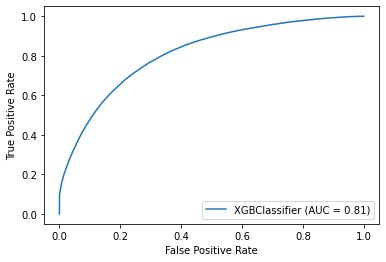 1.0
0.8
0.6
0.4
0.2
0.0
True Positive Rate
XGBClassifier (AUC = 0.81)
0.0 0.2 0.4 0.6 0.8 1.0
False Positive Rate